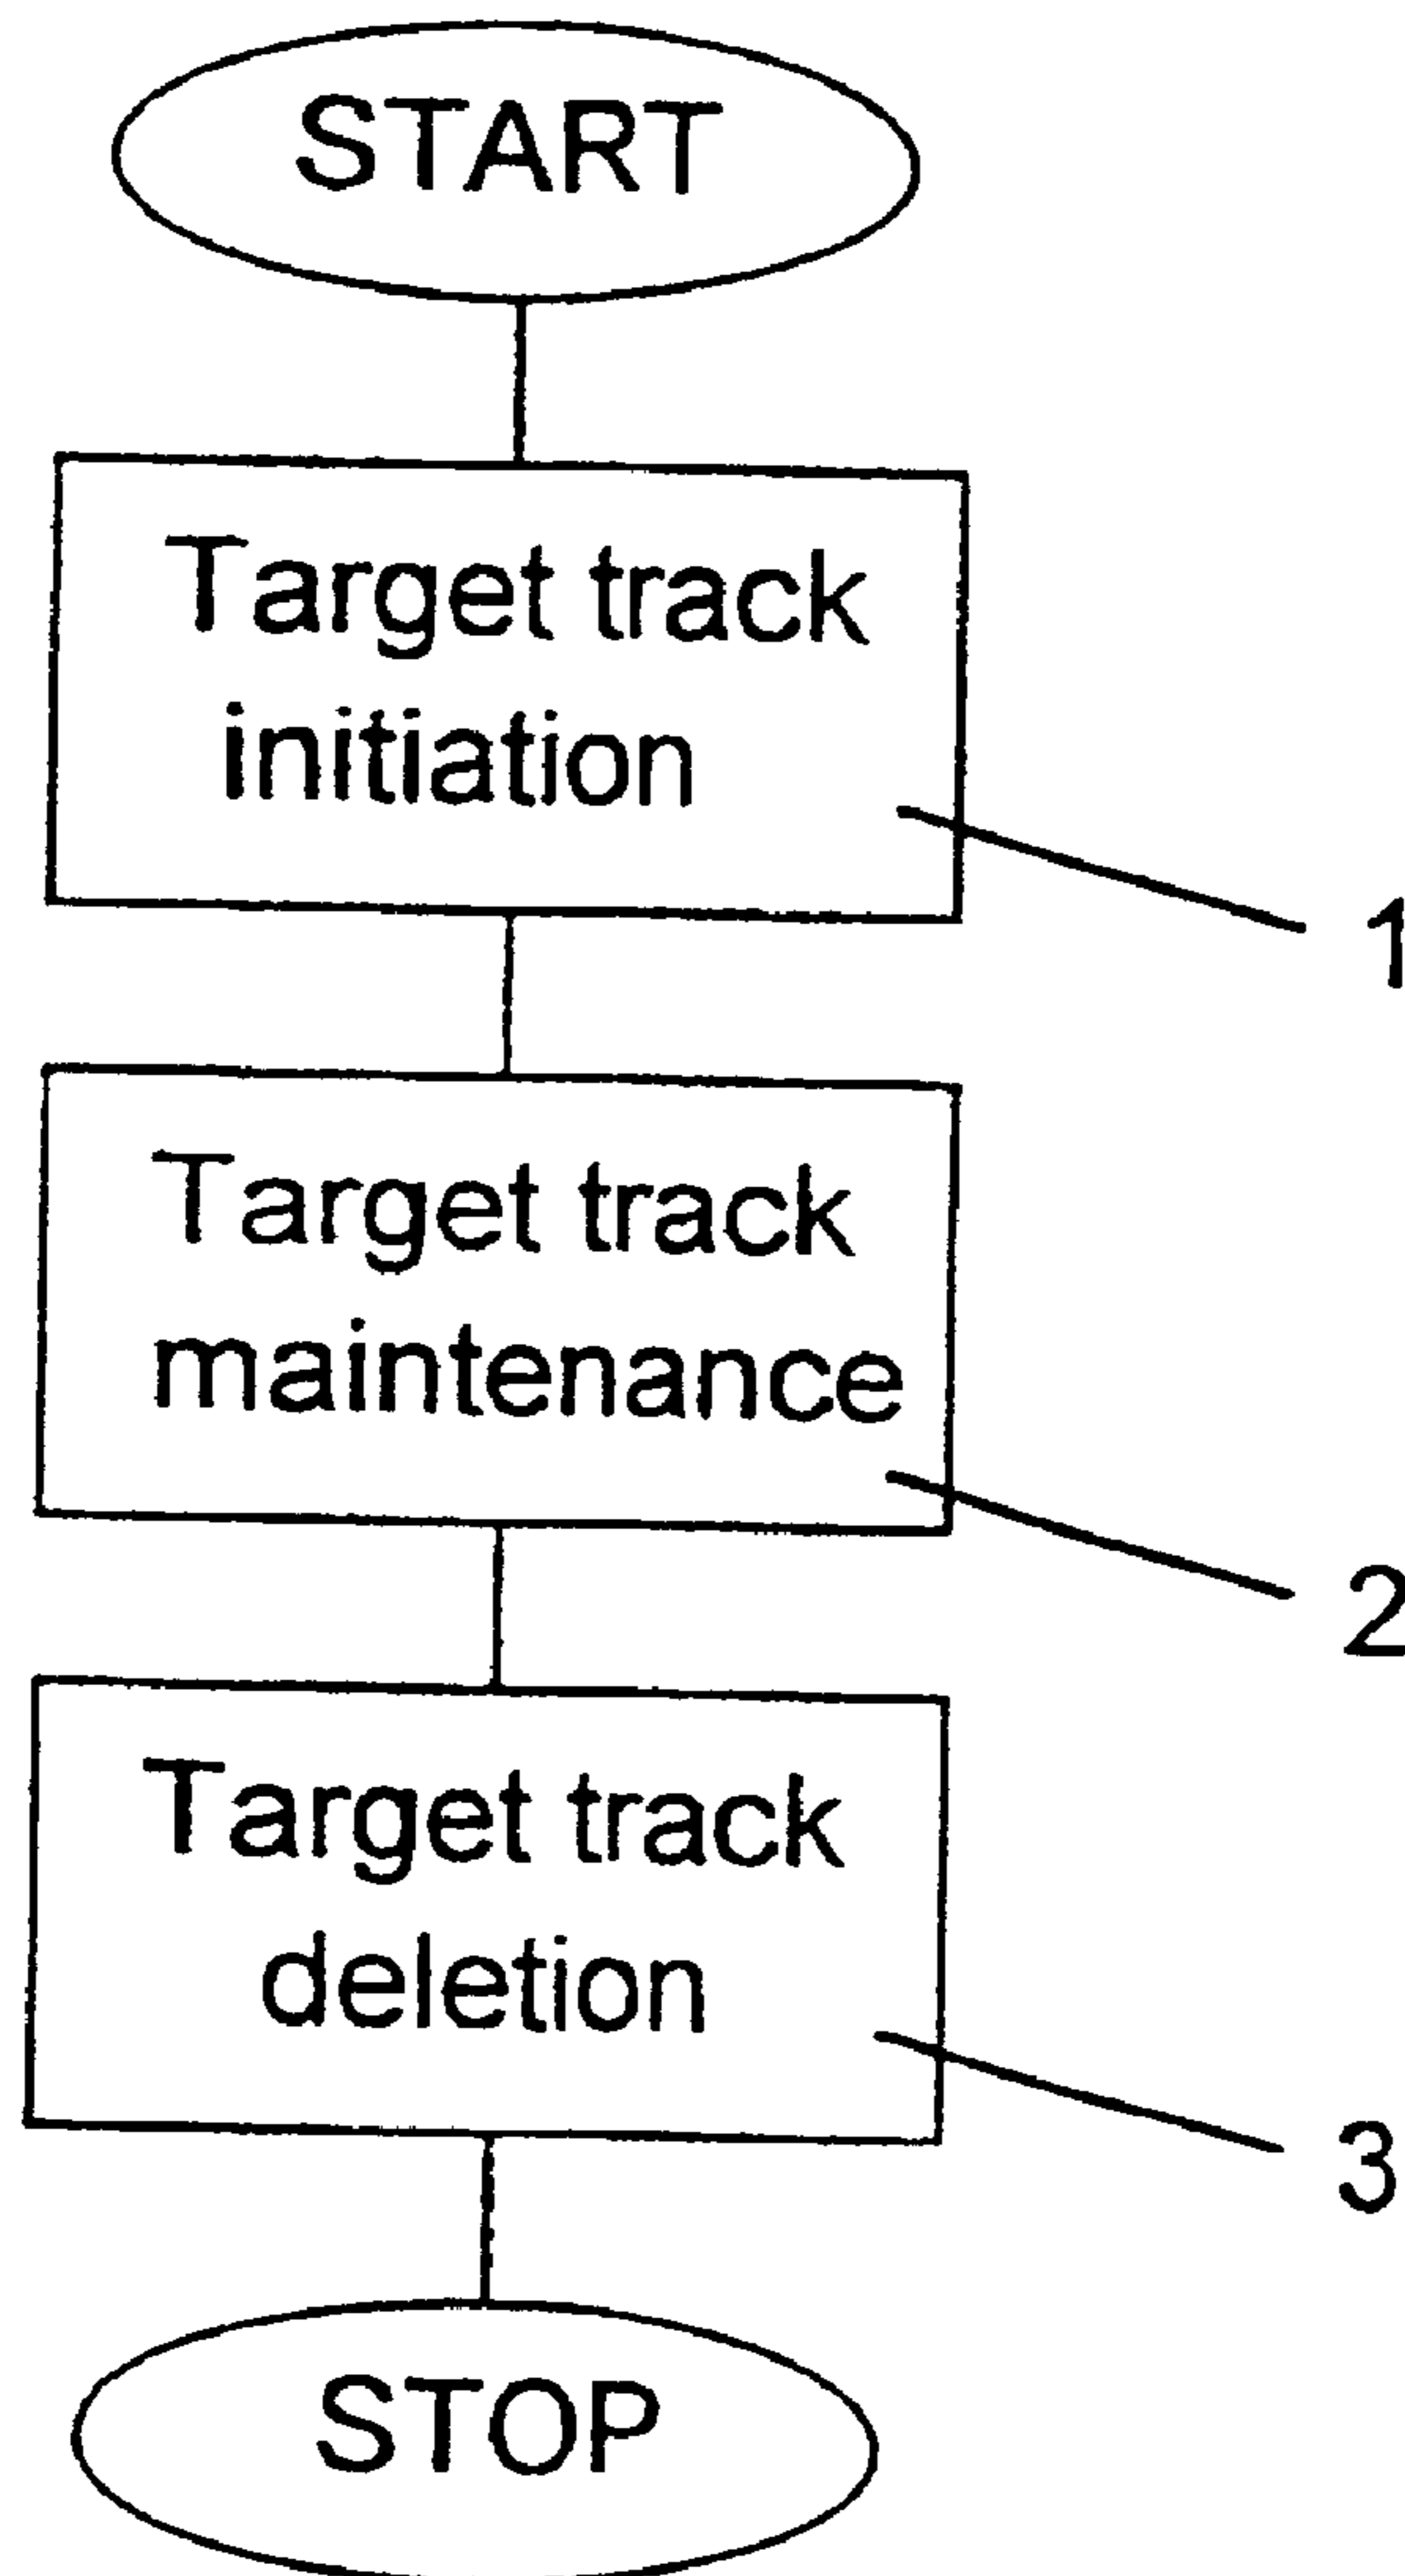 START
Target track
initiation
1
Target track
maintenance
2
Target track
deletion
3
STOP